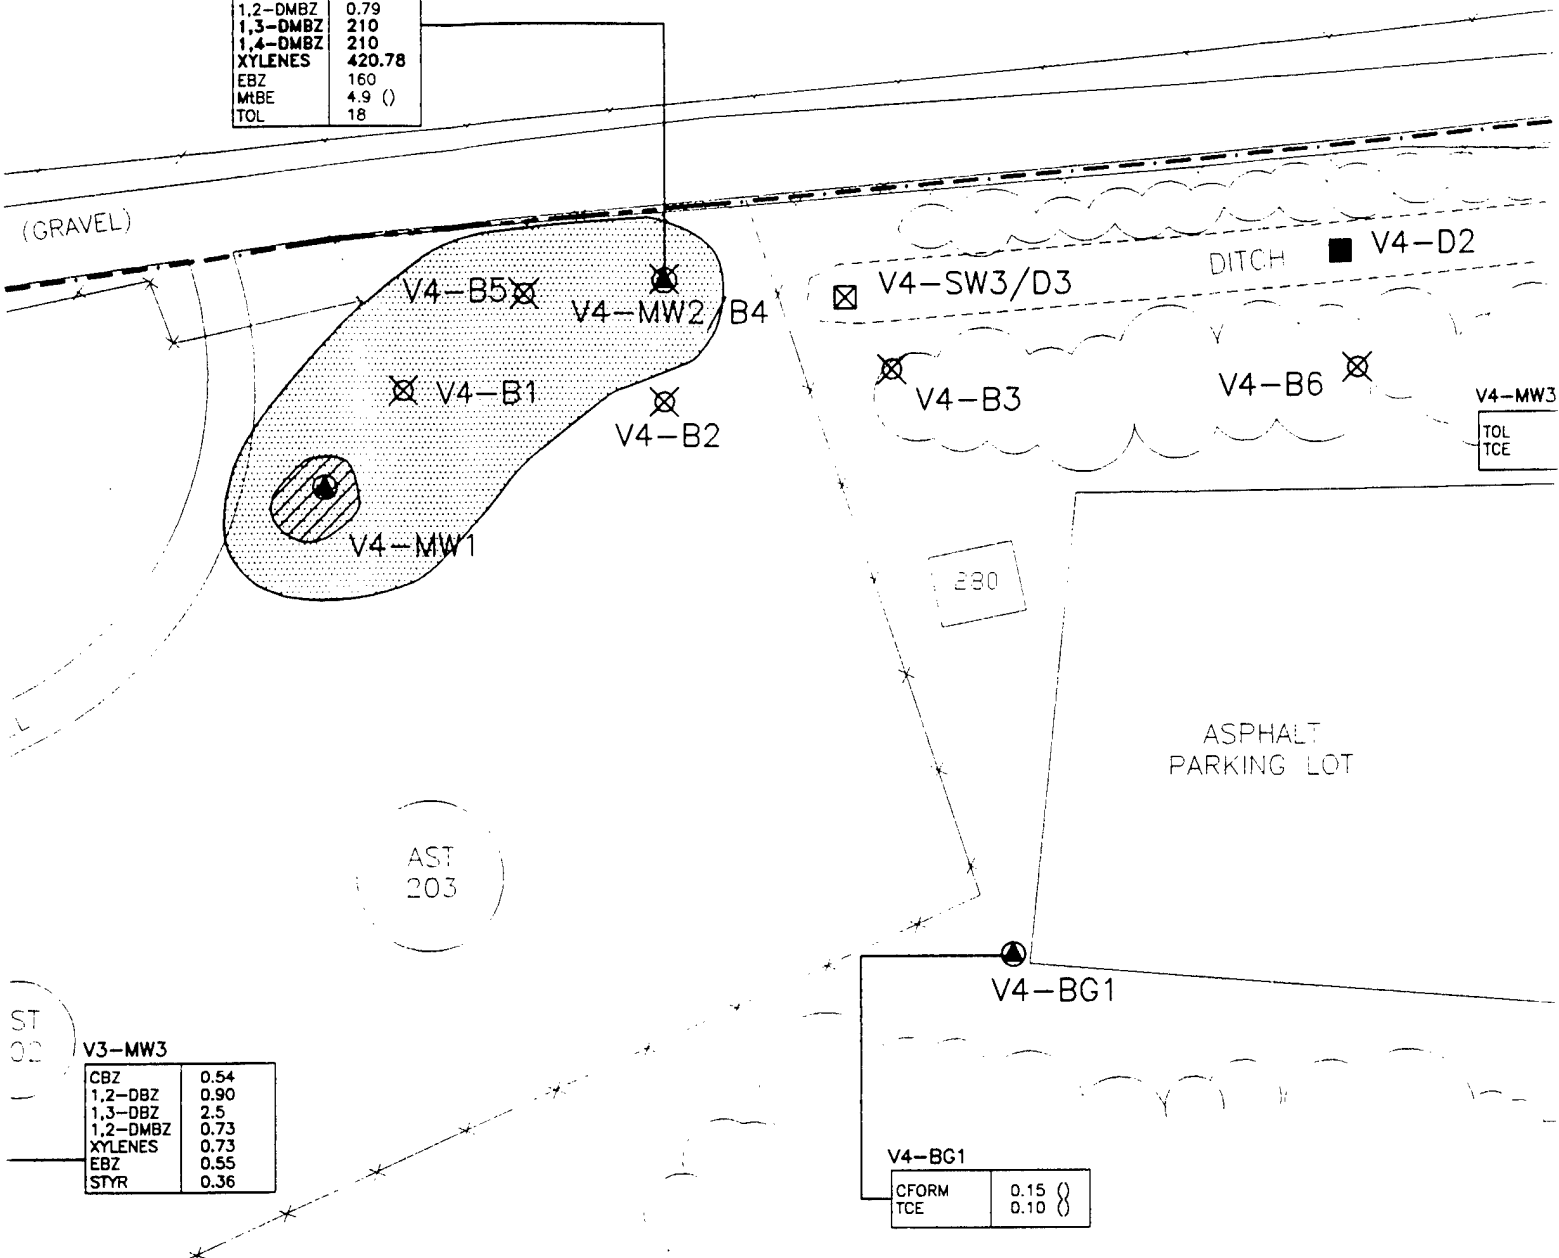 1,2-DMBZ 0.79
1,3-DMBZ 210
1,4-DMBZ 210
XYLENES 420.78
EBZ 160
MtBE 4.9 ()
TOL 18
(GRAVEL)
V4-B5
V4-MW2/B4
V4-SW3/D3
DITCH
V4-D2
V4-B1
V4-B2
V4-B3
V4-B6
V4-MW3
TOL
TCE
V4-MW1
280
ASPHALT
PARKING LOT
AST
203
V4-BG1
ST
02
V3-MW3
CBZ 0.54
1,2-DBZ 0.90
1,3-DBZ 2.5
1,2-DMBZ 0.73
XYLENES 0.73
EBZ 0.55
STYR 0.36
V4-BG1
CFORM 0.15 ()
TCE 0.10 ()
L